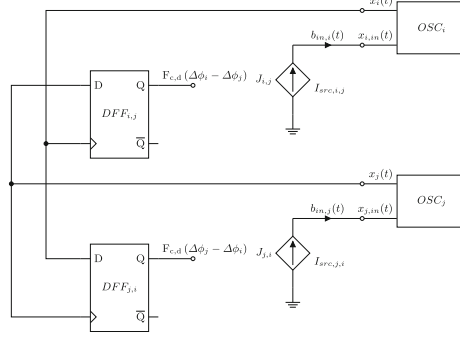 x_i(t)
OSC_i
b_{in,i}(t)
x_{i,in}(t)
F_{c,d}(Δϕ_i − Δϕ_j)
J_{i,j}
I_{src,i,j}
D
Q
DFF_{i,j}
Q̅
x_j(t)
OSC_j
b_{in,j}(t)
x_{j,in}(t)
F_{c,d}(Δϕ_j − Δϕ_i)
J_{j,i}
I_{src,j,i}
D
Q
DFF_{j,i}
Q̅